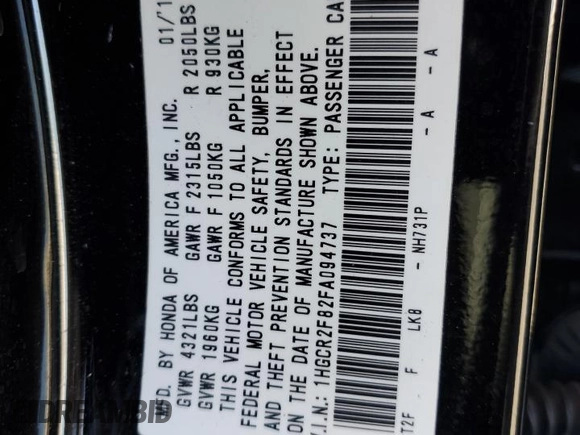 MFD. BY HONDA OF AMERICA MFG., INC. 01/1
GVWR 4321LBS GAWR F 2315LBS R 2050LBS
GVWR 1960KG GAWR F 1050KG R 930KG
THIS VEHICLE CONFORMS TO ALL APPLICABLE
FEDERAL MOTOR VEHICLE SAFETY, BUMPER,
AND THEFT PREVENTION STANDARDS IN EFFECT
ON THE DATE OF MANUFACTURE SHOWN ABOVE.
V.I.N.: 1HGCR2F82FA094737 TYPE: PASSENGER CA
T2F F LK8 - NH731P - A - A
IDREAMBID